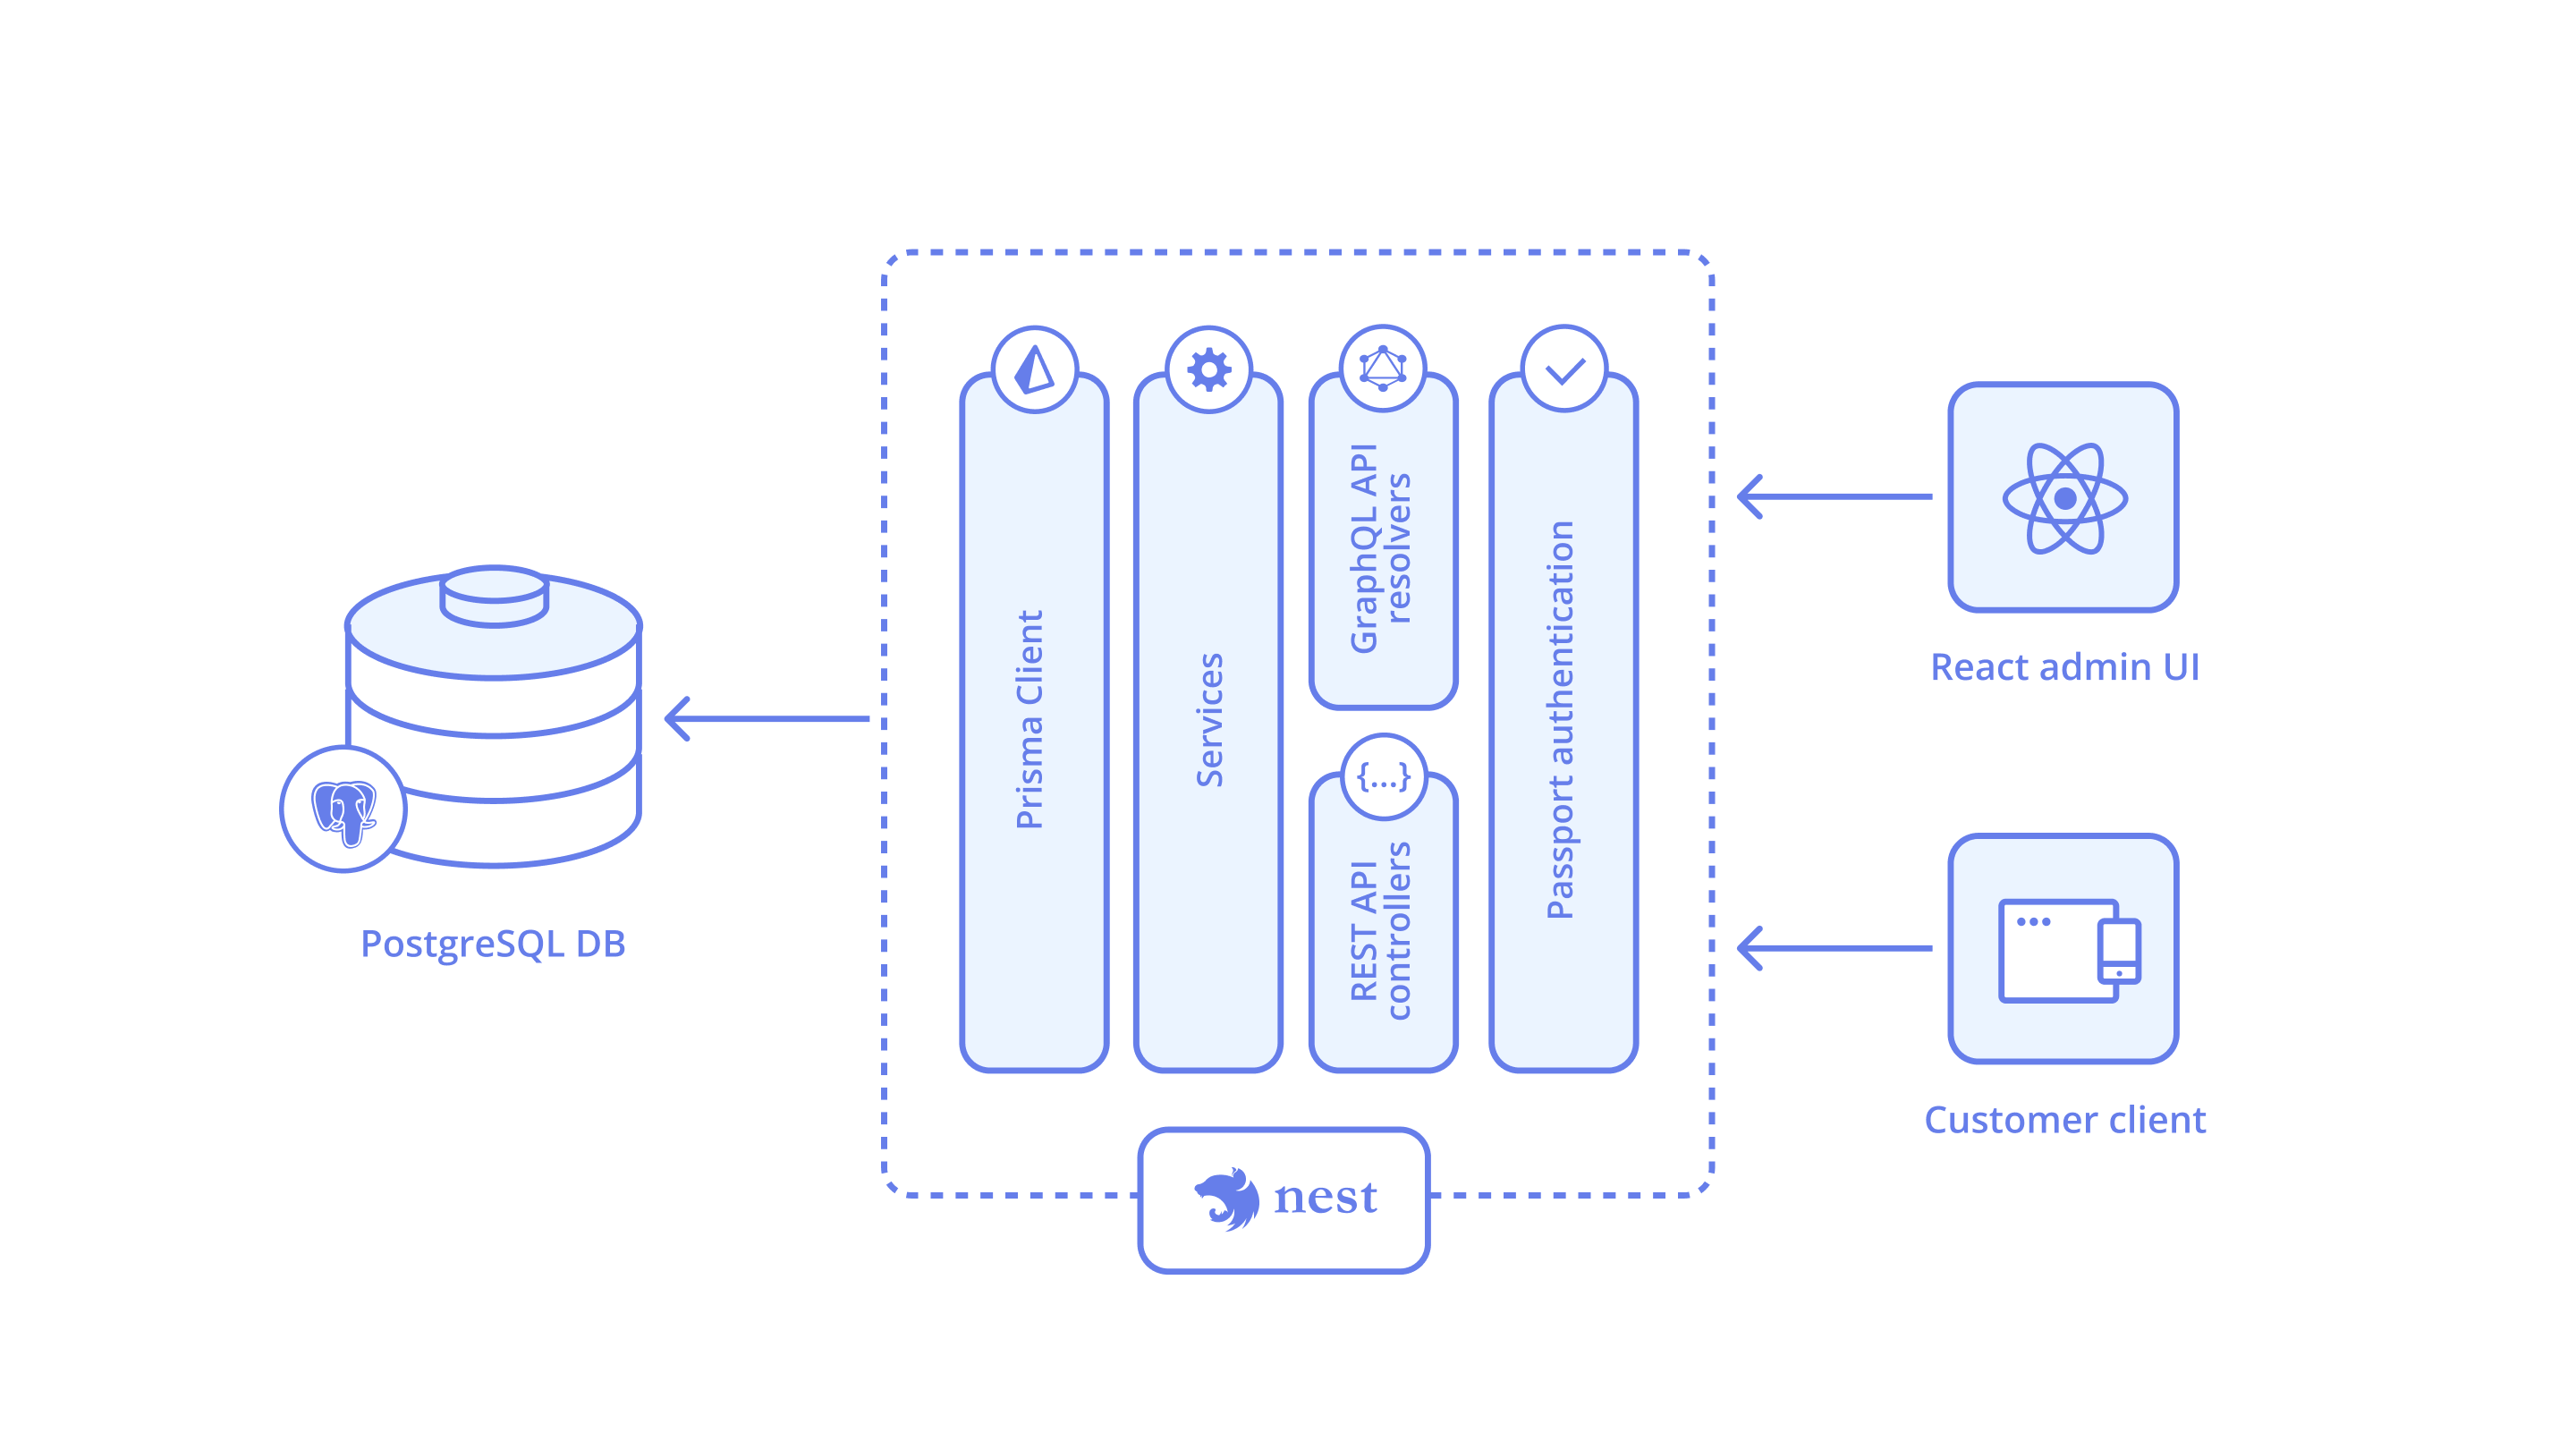 PostgreSQL DB
Prisma Client
Services
GraphQL API
resolvers
{...}
REST API
controllers
Passport authentication
nest
React admin UI
Customer client